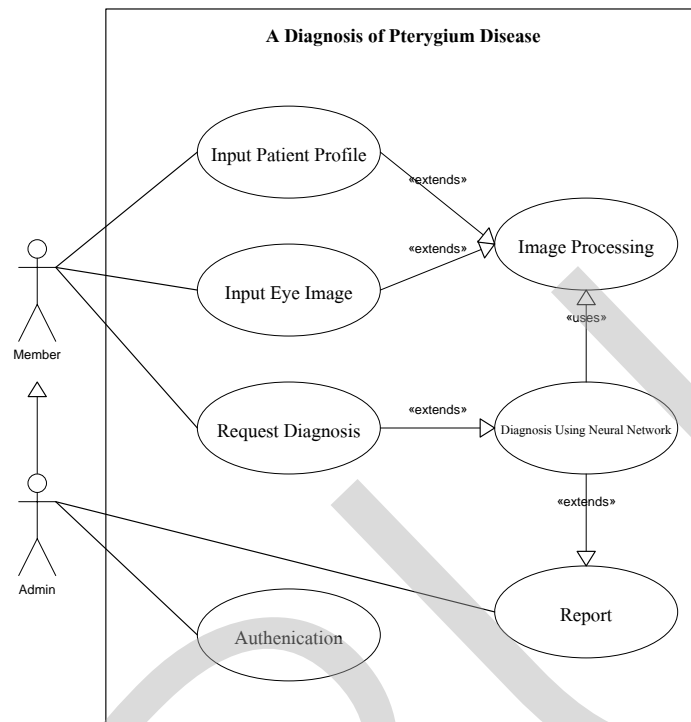 A Diagnosis of Pterygium Disease
Input Patient Profile
«extends»
Image Processing
«extends»
Input Eye Image
«uses»
Member
Request Diagnosis
«extends»
Diagnosis Using Neural Network
«extends»
Admin
Report
Authenication